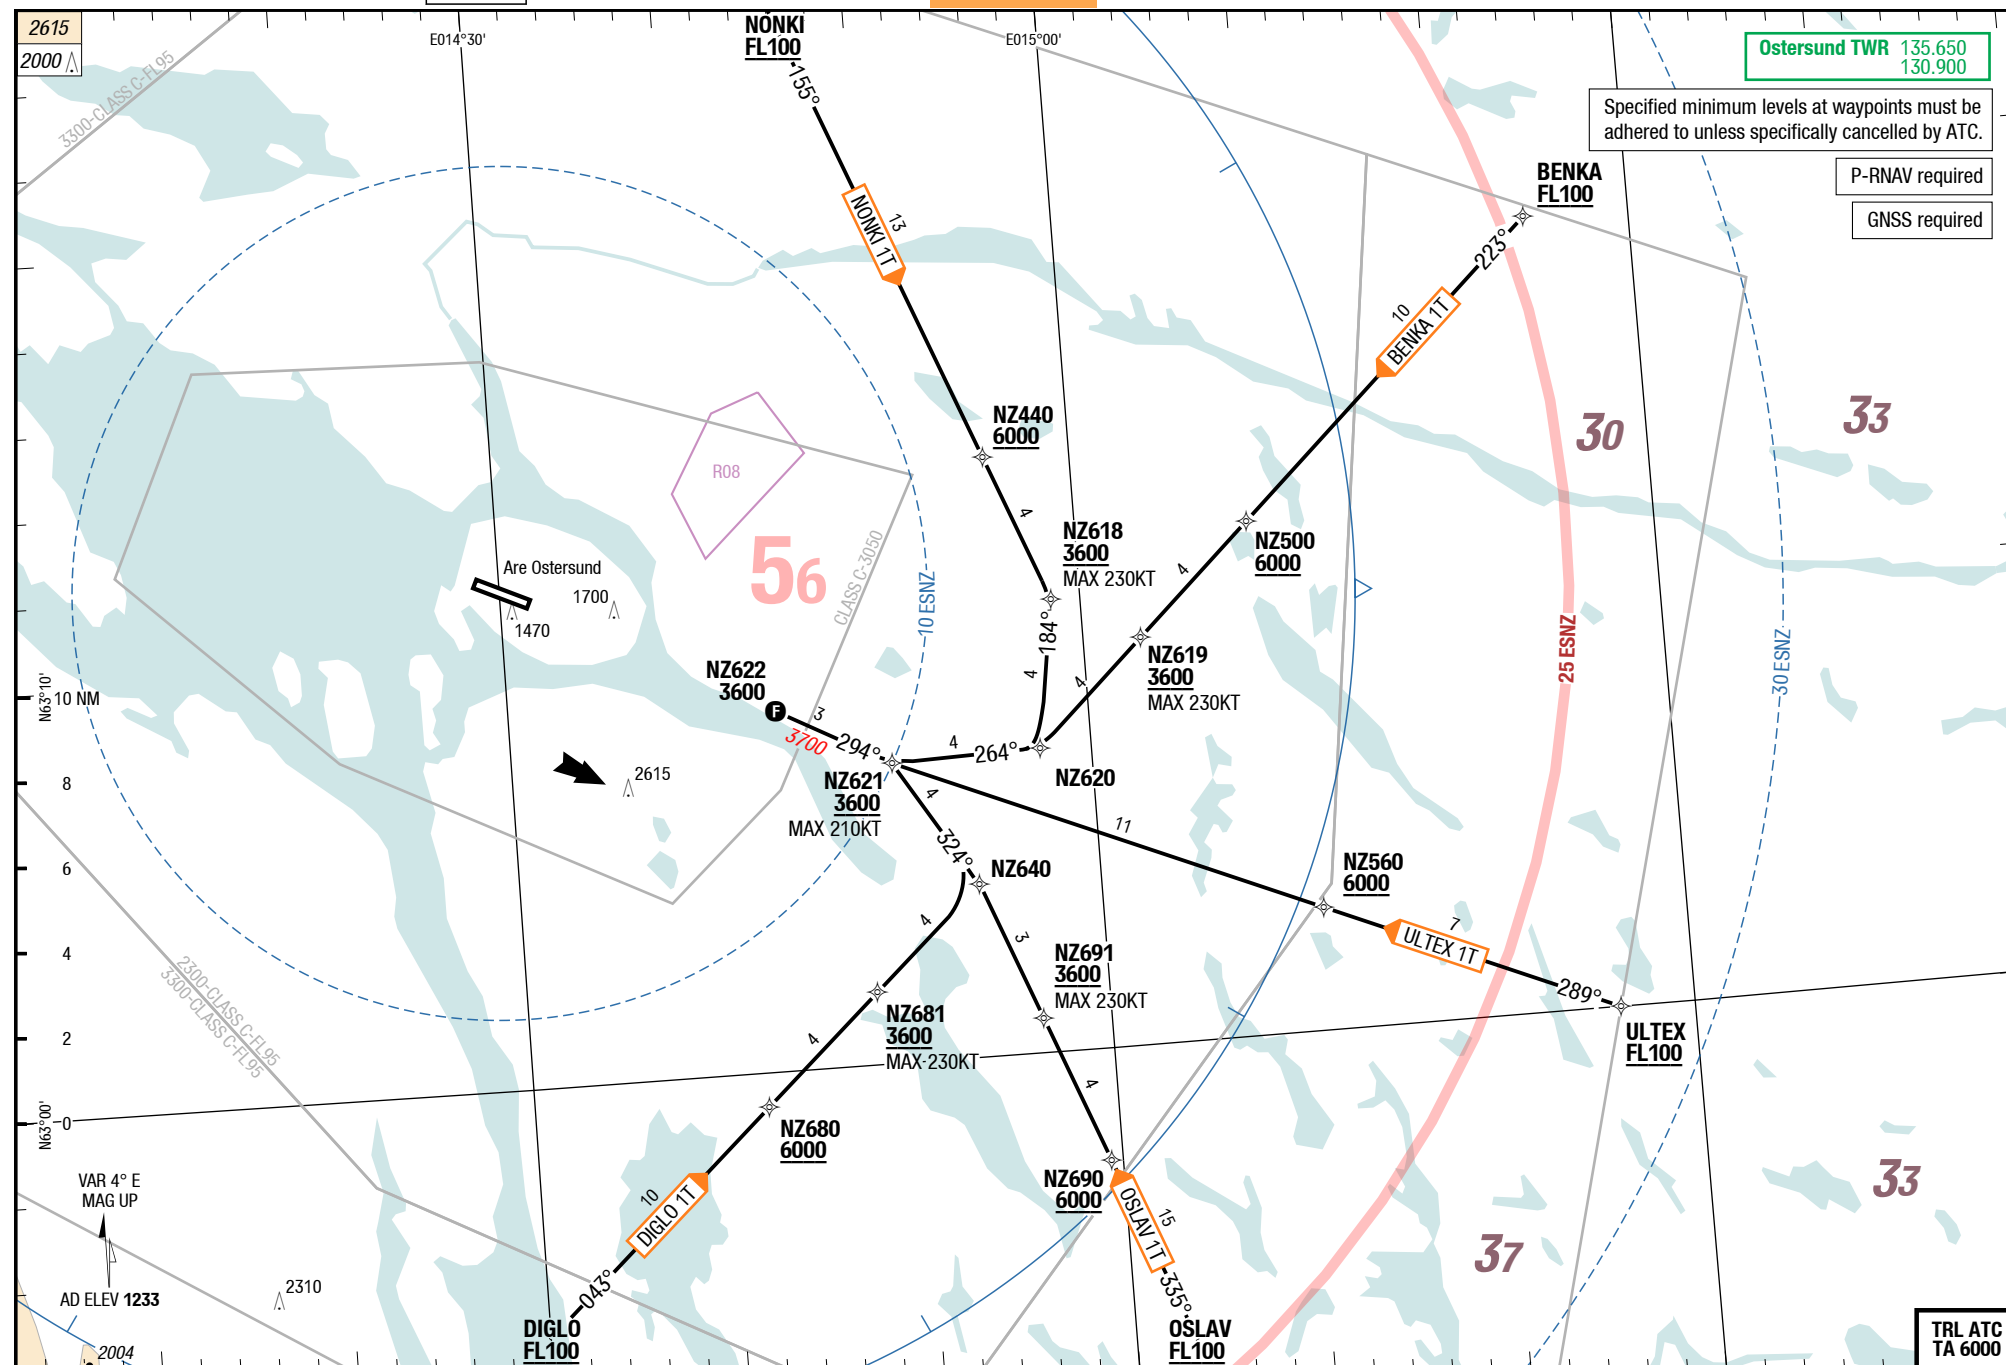 2615
2000
3300-CLASS C-FL95
E014°30'
NONKI
FL100
155°
E015°00'
Ostersund TWR 135.650
130.900
Specified minimum levels at waypoints must be
adhered to unless specifically cancelled by ATC.
P-RNAV required
GNSS required
BENKA
FL100
223°
NONKI 1T
13
10
BENKA 1T
30
33
NZ440
6000
R08
56
CLASS C-3050
10 ESNZ
4
NZ618
3600
MAX 230KT
184°
4
NZ500
6000
4
NZ619
3600
MAX 230KT
4
Are Ostersund
1700
1470
25 ESNZ
30 ESNZ
NZ622
3600
F
3
3700
294°
4
264°
NZ620
NZ621
3600
MAX 210KT
2615
N63°10'
10 NM
8
6
4
2
0
N63°00'
4
324°
NZ640
11
NZ560
6000
7
ULTEX 1T
289°
ULTEX
FL100
4
3
NZ691
3600
MAX 230KT
NZ681
3600
MAX-230KT
4
4
NZ680
6000
2300-CLASS C-FL95
3300-CLASS C-FL95
NZ690
6000
OSLAV 1T
15
335°
OSLAV
FL100
10
DIGLO 1T
043°
DIGLO
FL100
VAR 4° E
MAG UP
AD ELEV 1233
2310
2004
33
37
TRL ATC
TA 6000